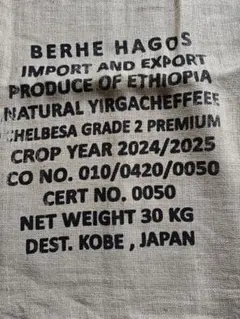 BERHE HAGOS
IMPORT AND EXPORT
PRODUCE OF ETHIOPIA
NATURAL YIRGACHEFFEEE
CHELBESA GRADE 2 PREMIUM
CROP YEAR 2024/2025
CO NO. 010/0420/0050
CERT NO. 0050
NET WEIGHT 30 KG
DEST. KOBE , JAPAN